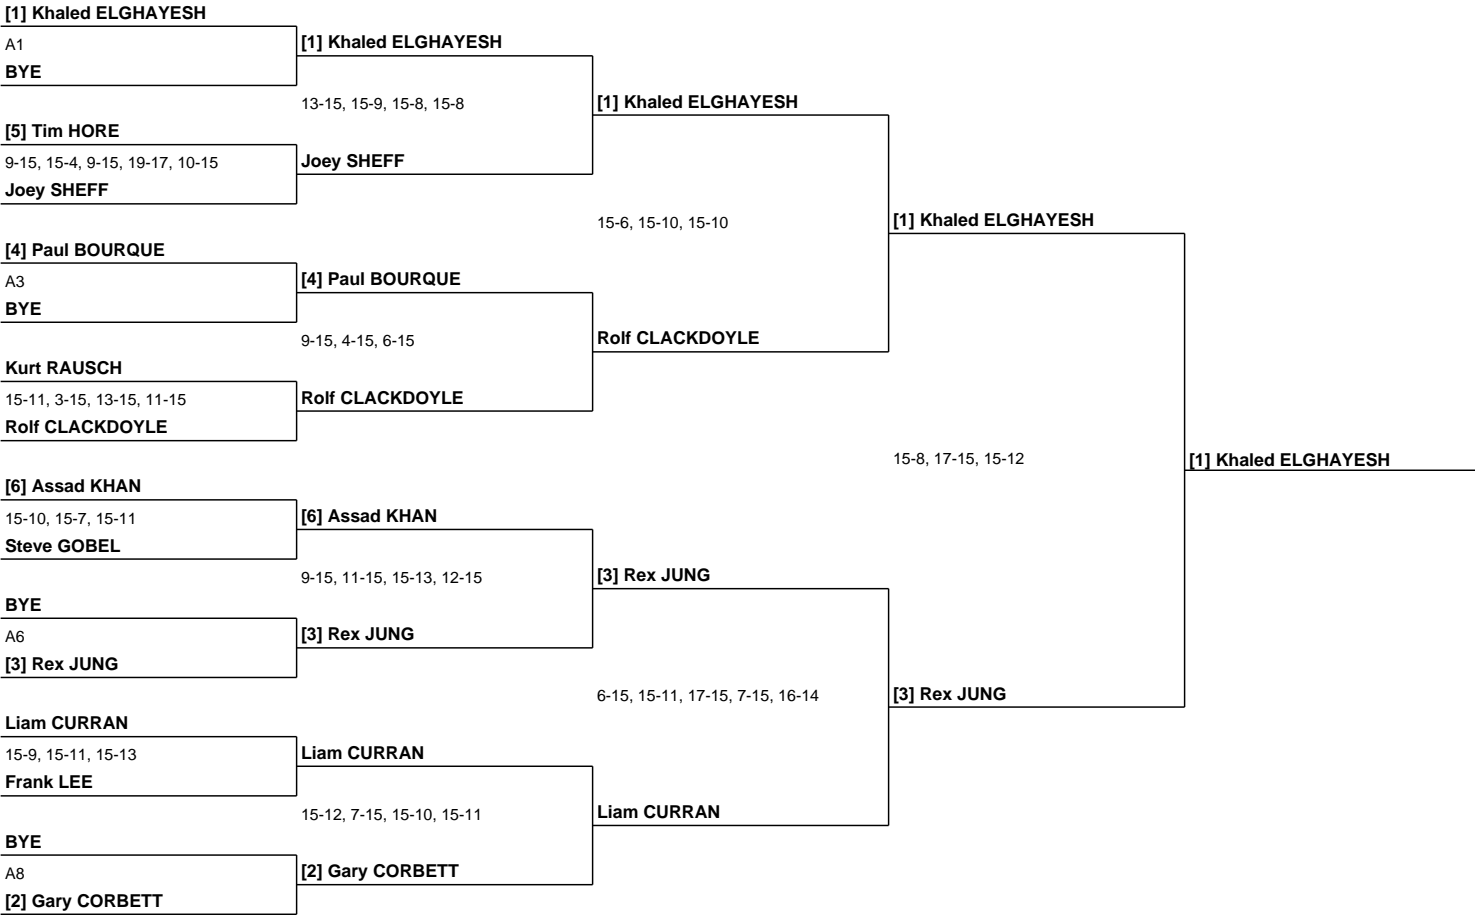 [1] Khaled ELGHAYESH
A1
BYE
[1] Khaled ELGHAYESH
13-15, 15-9, 15-8, 15-8
[5] Tim HORE
9-15, 15-4, 9-15, 19-17, 10-15
Joey SHEFF
Joey SHEFF
[1] Khaled ELGHAYESH
15-6, 15-10, 15-10
[4] Paul BOURQUE
A3
BYE
[4] Paul BOURQUE
9-15, 4-15, 6-15
Kurt RAUSCH
15-11, 3-15, 13-15, 11-15
Rolf CLACKDOYLE
Rolf CLACKDOYLE
Rolf CLACKDOYLE
[1] Khaled ELGHAYESH
15-8, 17-15, 15-12
[1] Khaled ELGHAYESH
[6] Assad KHAN
15-10, 15-7, 15-11
Steve GOBEL
[6] Assad KHAN
9-15, 11-15, 15-13, 12-15
BYE
A6
[3] Rex JUNG
[3] Rex JUNG
[3] Rex JUNG
6-15, 15-11, 17-15, 7-15, 16-14
[3] Rex JUNG
Liam CURRAN
15-9, 15-11, 15-13
Frank LEE
Liam CURRAN
15-12, 7-15, 15-10, 15-11
Liam CURRAN
BYE
A8
[2] Gary CORBETT
[2] Gary CORBETT